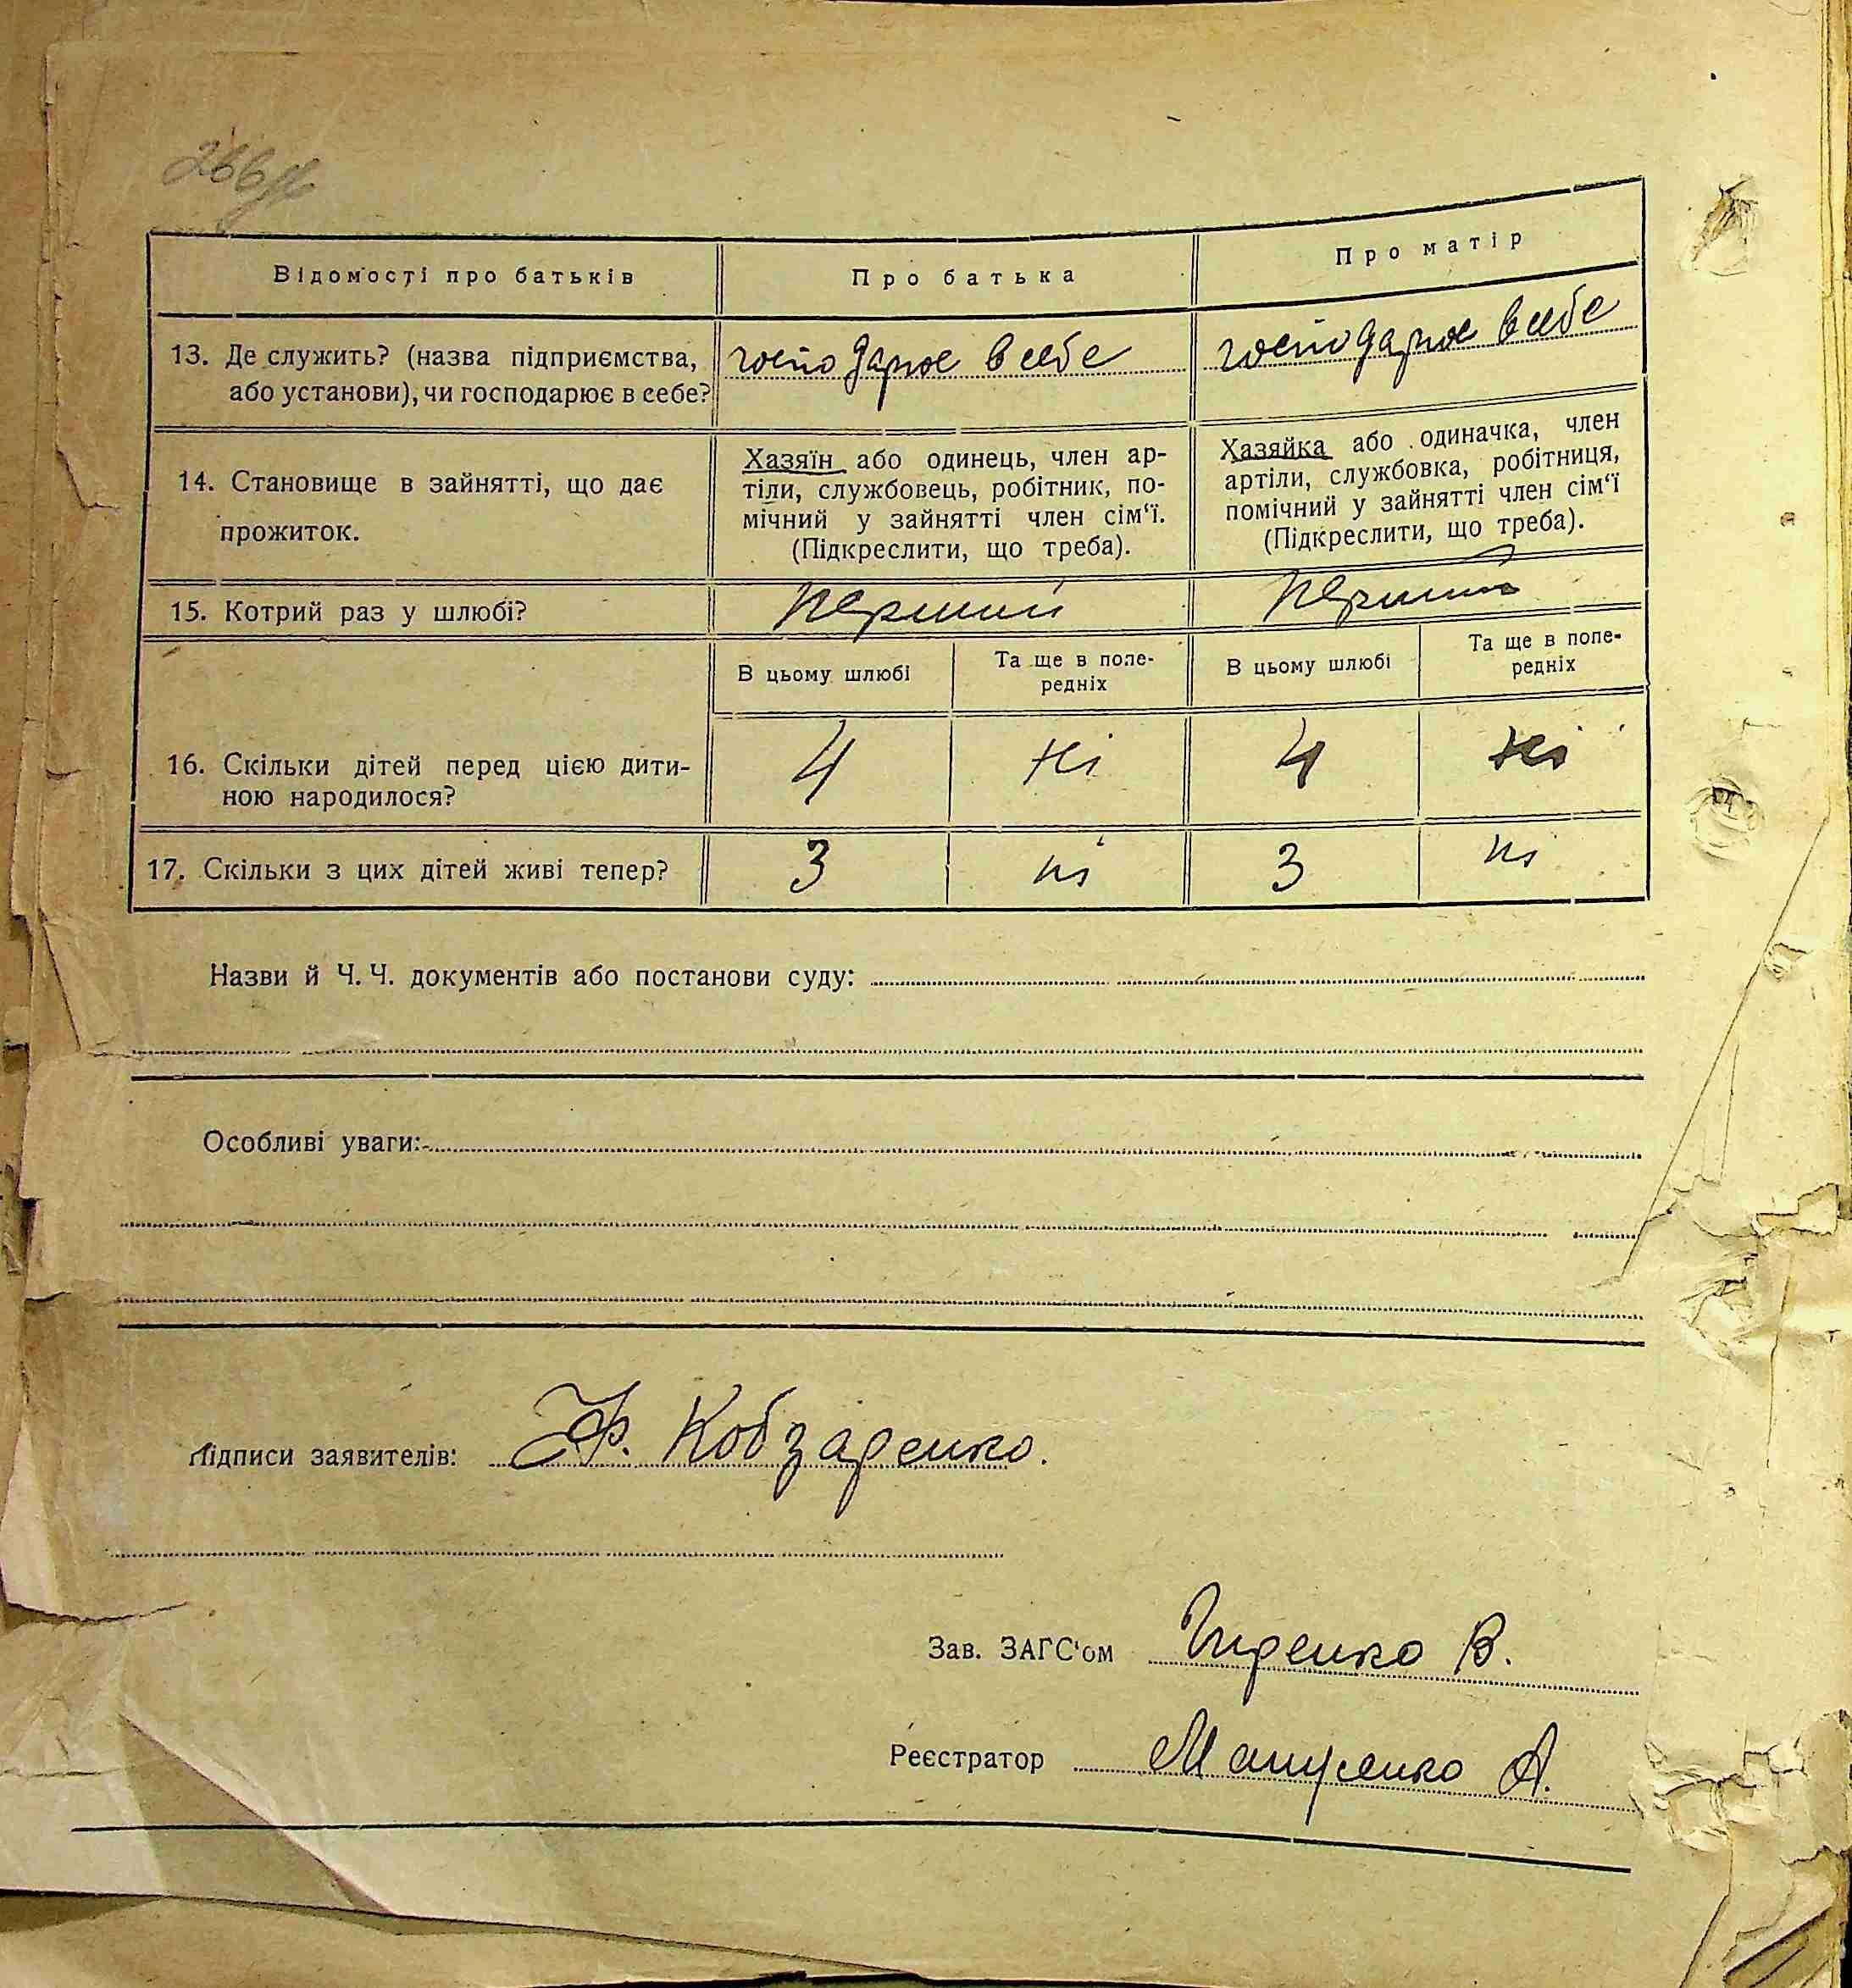 Відомості про батьків
Про батька
Про матір
13. Де служить? (назва підприємства,
або установи), чи господарює в себе?
господарює в себе
господарює в себе
14. Становище в зайнятті, що дає
прожиток.
Хазяїн або одинець, член ар-
тіли, службовець, робітник, по-
мічний у зайнятті член сім‘ї.
(Підкреслити, що треба).
Хазяйка або одиначка, член
артіли, службовка, робітниця,
помічний у зайнятті член сім‘ї
(Підкреслити, що треба).
15. Котрий раз у шлюбі?
перший
перший
В цьому шлюбі
Та ще в попе-
редніх
В цьому шлюбі
Та ще в попе-
редніх
16. Скільки дітей перед цією дити-
ною народилося?
4
ні
4
ні
17. Скільки з цих дітей живі тепер?
3
ні
3
ні
Назви й Ч. Ч. документів або постанови суду:
Особливі уваги:
Підписи заявителів: Ф. Кобзаренко.
Зав. ЗАГС‘ом
В.
Реєстратор
А.